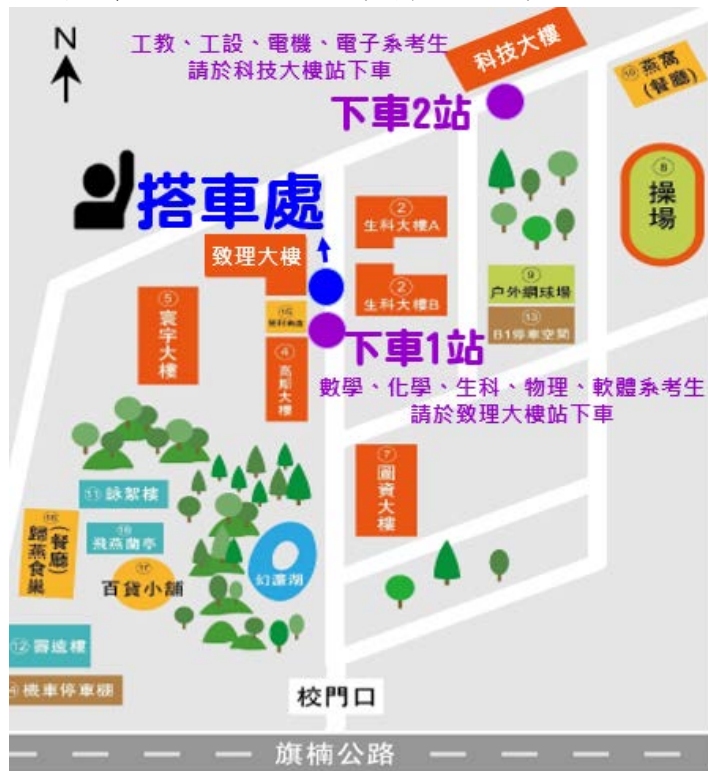 N
工教、工設、電機、電子系考生
請於科技大樓站下車
科技大樓
⑩ 燕窩
(餐廳)
下車2站
⑧
操場
搭車處
②
生科大樓A
致理大樓
⑨
戶外網球場
②
生科大樓B
⑬
B1停車空間
⑤
寰宇大樓
④
高斯大樓
下車1站
數學、化學、生科、物理、軟體系考生
請於致理大樓站下車
⑦
圖資大樓
⑪詠絮樓
飛燕蘭亭
歸燕食巢
(餐廳)
⑰
百貨小舖
幻瀑湖
⑫霽遠樓
機車停車棚
校門口
旗楠公路